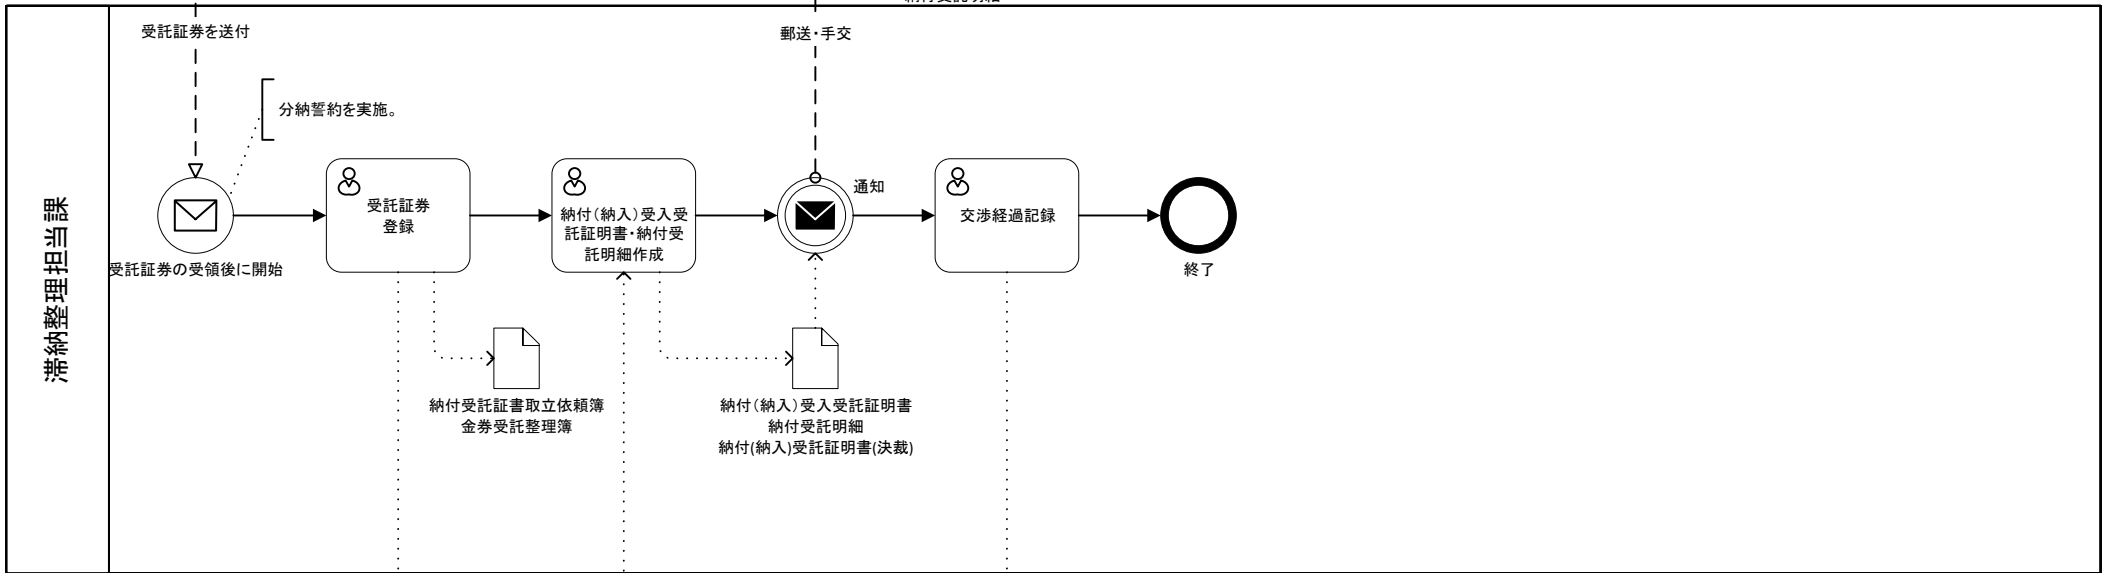 受託証券を送付
郵送・手交
分納誓約を実施。
滞納整理担当課
受託証券の受領後に開始
受託証券
登録
納付（納入）受入受
託証明書・納付受
託明細作成
通知
交渉経過記録
終了
納付受託証書取立依頼簿
金券受託整理簿
納付（納入）受入受託証明書
納付受託明細
納付(納入)受託証明書(決裁)